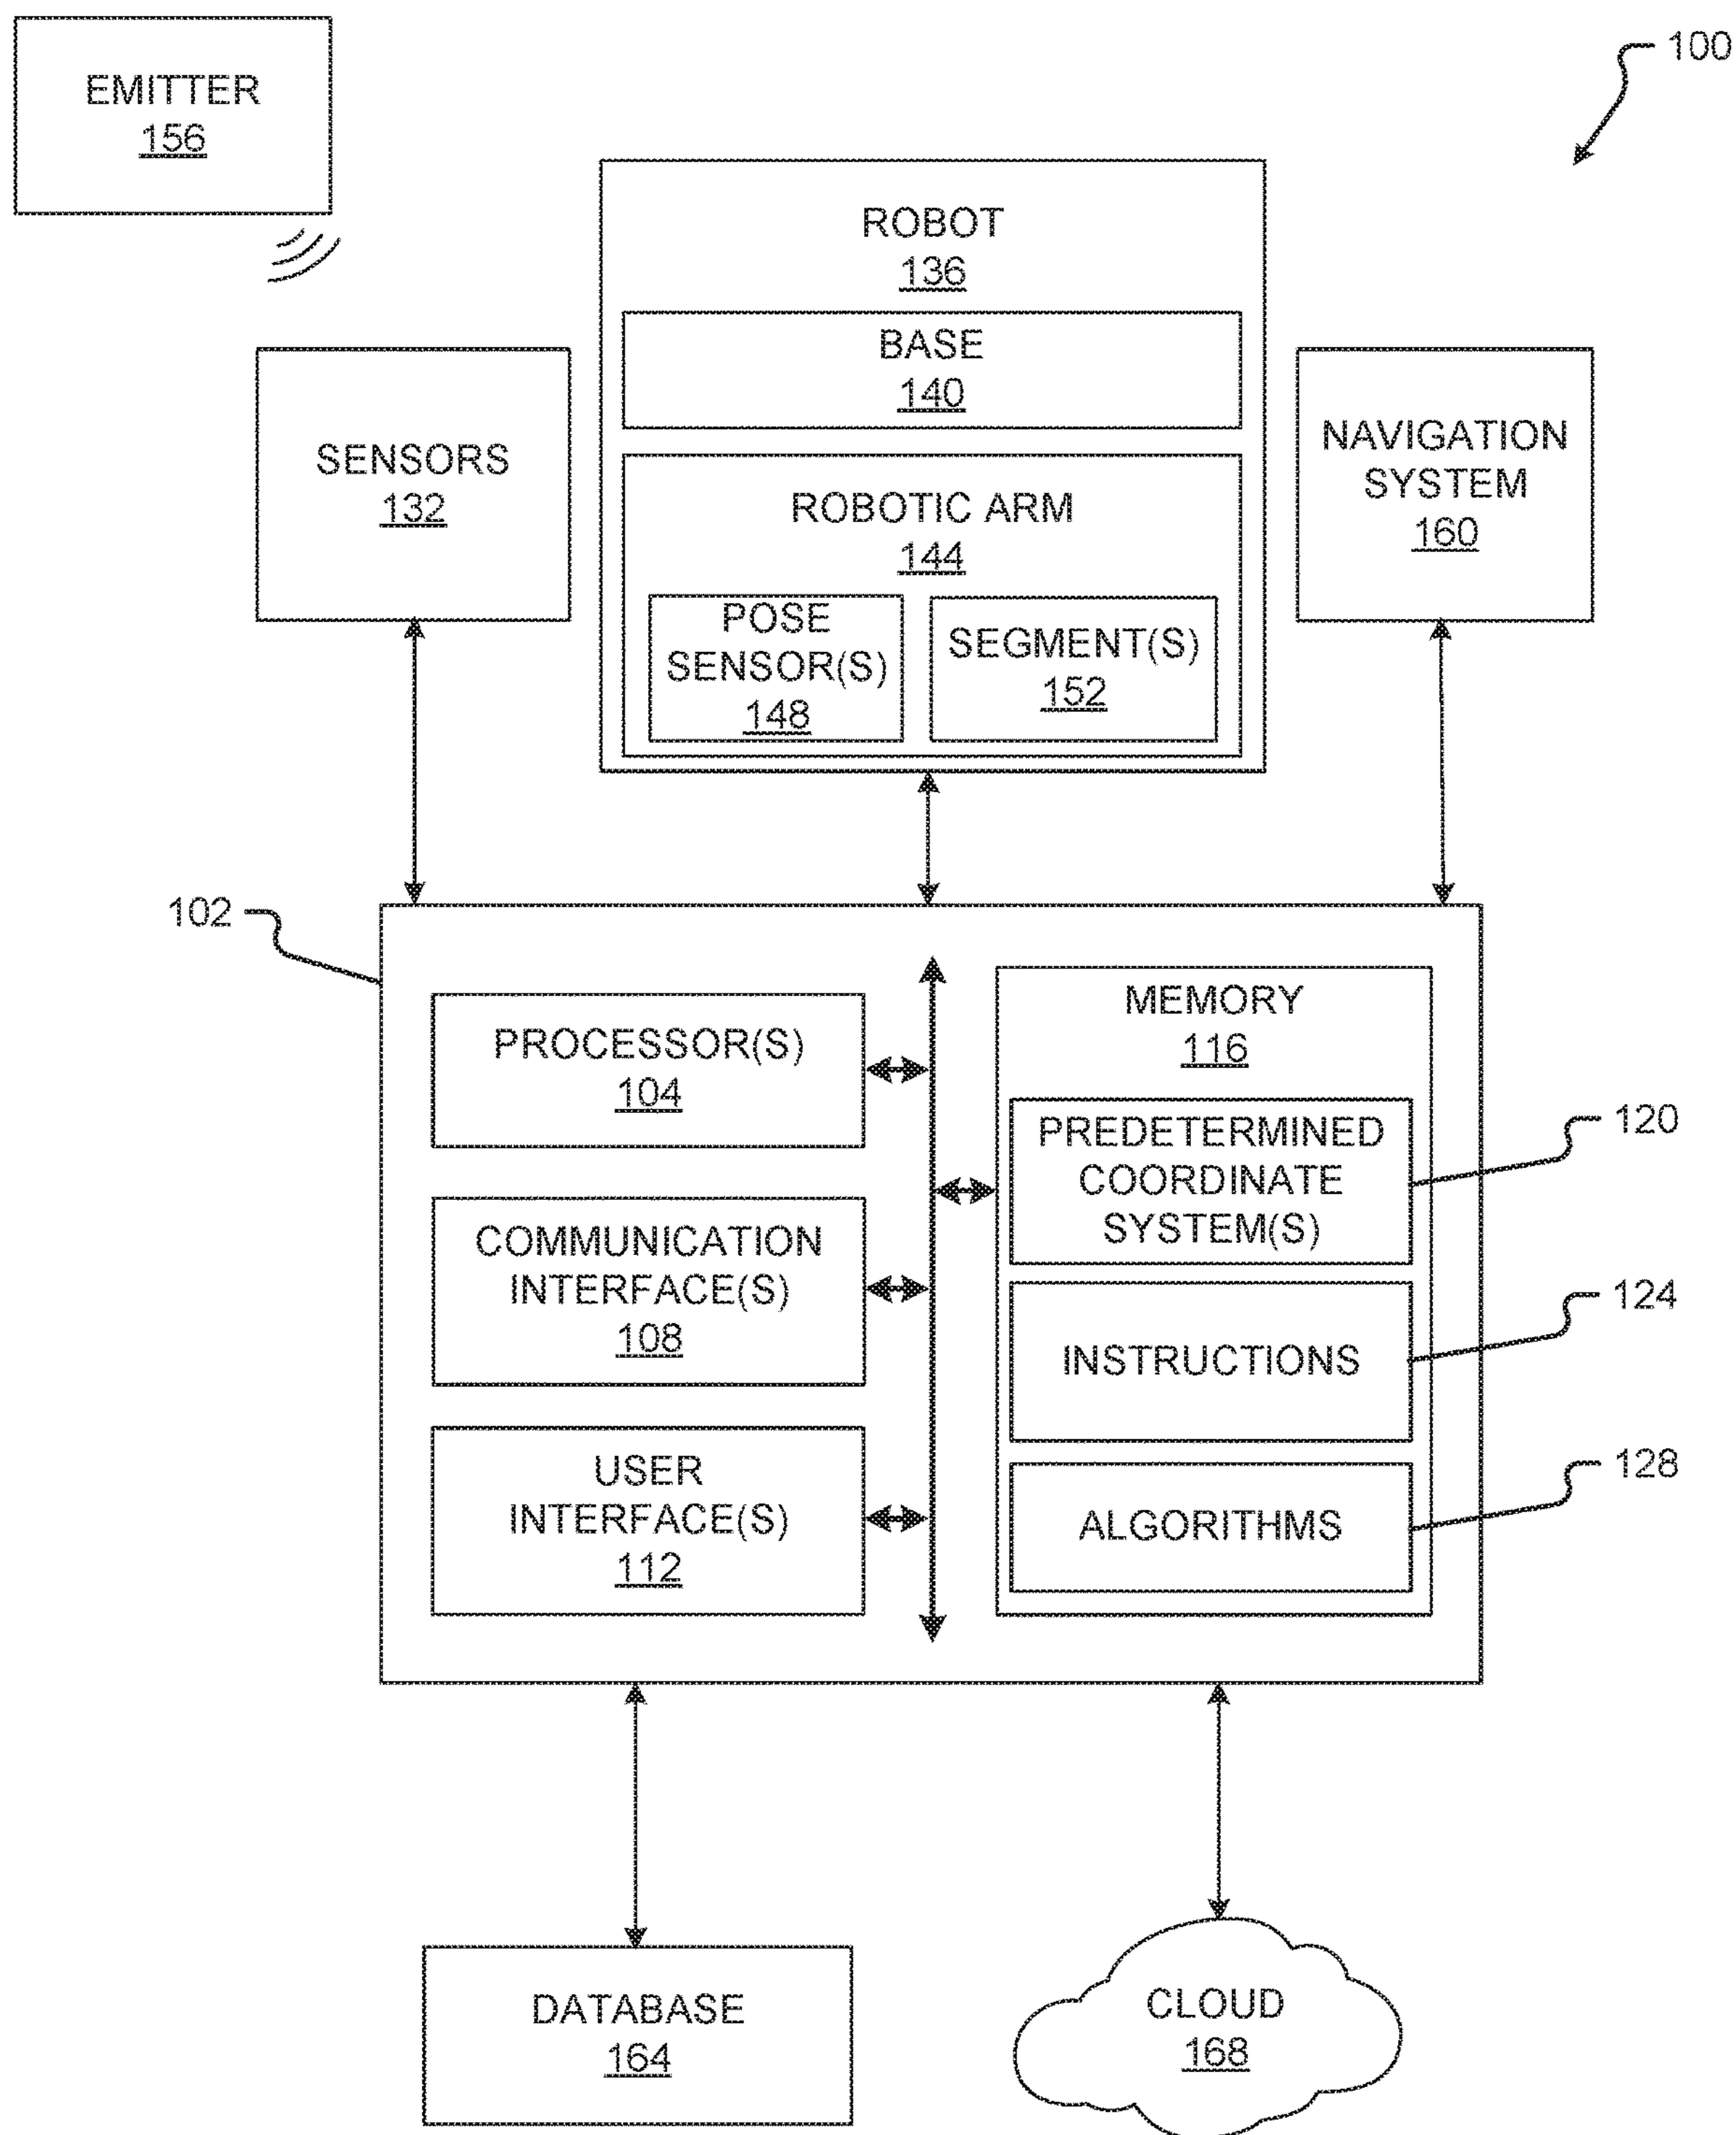 100
EMITTER
156
ROBOT
136
BASE
140
SENSORS
132
ROBOTIC ARM
144
POSE
SENSOR(S)
148
SEGMENT(S)
152
NAVIGATION
SYSTEM
160
102
PROCESSOR(S)
104
COMMUNICATION
INTERFACE(S)
108
USER
INTERFACE(S)
112
MEMORY
116
PREDETERMINED
COORDINATE
SYSTEM(S)
120
INSTRUCTIONS
124
ALGORITHMS
128
DATABASE
164
CLOUD
168